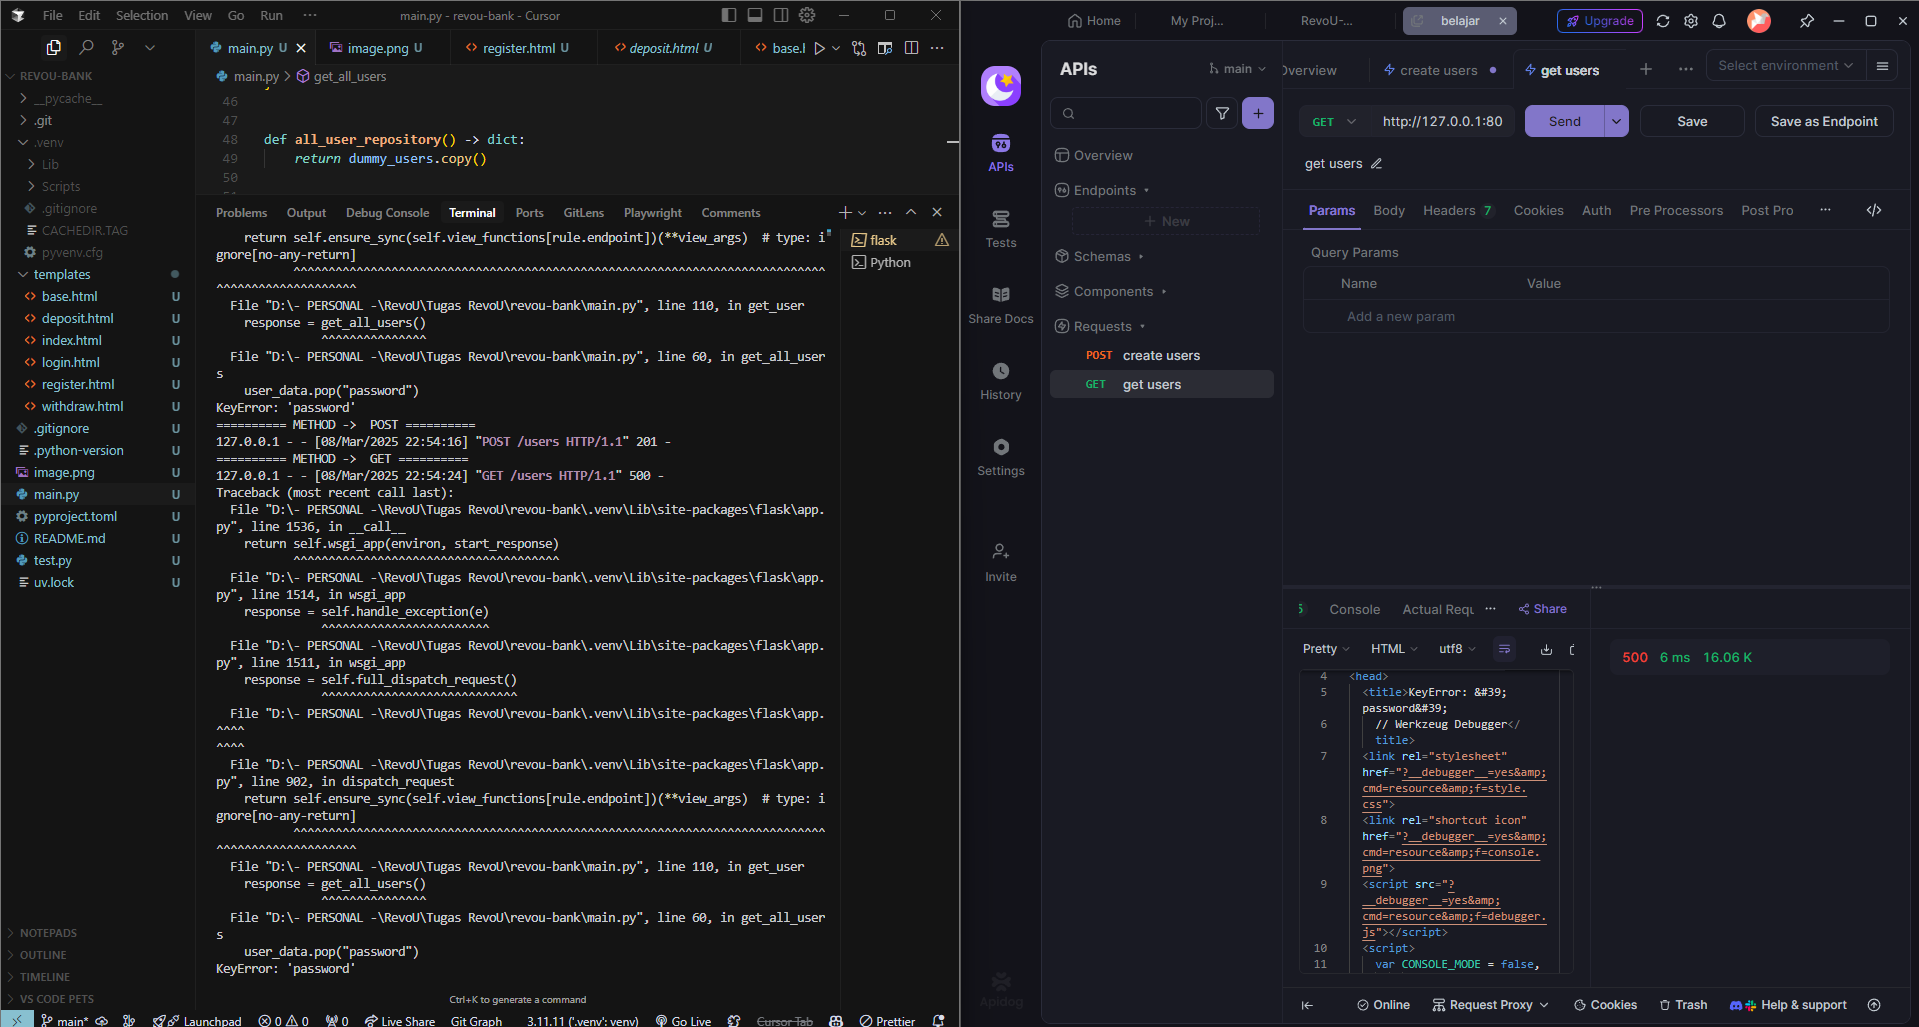 File Edit Selection View Go Run ··· main.py - revou-bank - Cursor
REVOU-BANK
__pycache__
.git
.venv
Lib
Scripts
.gitignore
CACHEDIR.TAG
pyvenv.cfg
templates
base.html U
deposit.html U
index.html U
login.html U
register.html U
withdraw.html U
.gitignore U
.python-version U
image.png U
main.py U
pyproject.toml U
README.md U
test.py U
uv.lock U
NOTEPADS
OUTLINE
TIMELINE
VS CODE PETS
main.py U image.png U register.html U deposit.html U base.l
main.py > get_all_users
46
47
48 def all_user_repository() -> dict:
49 return dummy_users.copy()
50
Problems Output Debug Console Terminal Ports GitLens Playwright Comments
flask
Python
return self.ensure_sync(self.view_functions[rule.endpoint])(**view_args) # type: i
gnore[no-any-return]
^^^^^^^^^^^^^^^^^^^^^^^^^^^^^^^^^^^^^^^^^^^^^^^^^^^^^^^^^^^^^^^^^^^^^^^^^^^^
^^^^^^^^^^^^^^^^^^^^
File "D:\- PERSONAL -\RevoU\Tugas RevoU\revou-bank\main.py", line 110, in get_user
response = get_all_users()
^^^^^^^^^^^^^^^
File "D:\- PERSONAL -\RevoU\Tugas RevoU\revou-bank\main.py", line 60, in get_all_user
s
user_data.pop("password")
KeyError: 'password'
========== METHOD -> POST ==========
127.0.0.1 - - [08/Mar/2025 22:54:16] "POST /users HTTP/1.1" 201 -
========== METHOD -> GET ==========
127.0.0.1 - - [08/Mar/2025 22:54:24] "GET /users HTTP/1.1" 500 -
Traceback (most recent call last):
File "D:\- PERSONAL -\RevoU\Tugas RevoU\revou-bank\.venv\Lib\site-packages\flask\app.
py", line 1536, in __call__
return self.wsgi_app(environ, start_response)
^^^^^^^^^^^^^^^^^^^^^^^^^^^^^^^^^^^^^^
File "D:\- PERSONAL -\RevoU\Tugas RevoU\revou-bank\.venv\Lib\site-packages\flask\app.
py", line 1514, in wsgi_app
response = self.handle_exception(e)
^^^^^^^^^^^^^^^^^^^^^^^^
File "D:\- PERSONAL -\RevoU\Tugas RevoU\revou-bank\.venv\Lib\site-packages\flask\app.
py", line 1511, in wsgi_app
response = self.full_dispatch_request()
^^^^^^^^^^^^^^^^^^^^^^^^^^^^
File "D:\- PERSONAL -\RevoU\Tugas RevoU\revou-bank\.venv\Lib\site-packages\flask\app.
^^^^
^^^^
File "D:\- PERSONAL -\RevoU\Tugas RevoU\revou-bank\.venv\Lib\site-packages\flask\app.
py", line 902, in dispatch_request
return self.ensure_sync(self.view_functions[rule.endpoint])(**view_args) # type: i
gnore[no-any-return]
^^^^^^^^^^^^^^^^^^^^^^^^^^^^^^^^^^^^^^^^^^^^^^^^^^^^^^^^^^^^^^^^^^^^^^^^^^^^
^^^^^^^^^^^^^^^^^^^^
File "D:\- PERSONAL -\RevoU\Tugas RevoU\revou-bank\main.py", line 110, in get_user
response = get_all_users()
^^^^^^^^^^^^^^^
File "D:\- PERSONAL -\RevoU\Tugas RevoU\revou-bank\main.py", line 60, in get_all_user
s
user_data.pop("password")
KeyError: 'password'
Ctrl+K to generate a command
main* Launchpad 0 0 0 Live Share Git Graph 3.11.11 ('.venv': venv) Go Live Cursor Tab Prettier
Home My Proj... RevoU-... belajar Upgrade
APIs
Tests
Share Docs
History
Settings
Invite
Apidog
APIs main
Overview
Endpoints
+ New
Schemas
Components
Requests
POST create users
GET get users
Overview create users get users + ··· Select environment
GET http://127.0.0.1:80 Send Save Save as Endpoint
get users
Params Body Headers 7 Cookies Auth Pre Processors Post Pro ··· </>
Query Params
Name Value
Add a new param
Console Actual Requ ··· Share
Pretty HTML utf8
500 6 ms 16.06 K
4 <head>
5 <title>KeyError: &#39;
password&#39;
6 // Werkzeug Debugger</
title>
7 <link rel="stylesheet"
href="?__debugger__=yes&amp;
cmd=resource&amp;f=style.
css">
8 <link rel="shortcut icon"
href="?__debugger__=yes&amp;
cmd=resource&amp;f=console.
png">
9 <script src="?
__debugger__=yes&amp;
cmd=resource&amp;f=debugger.
js"></script>
10 <script>
11 var CONSOLE_MODE = false,
Online Request Proxy Cookies Trash Help & support